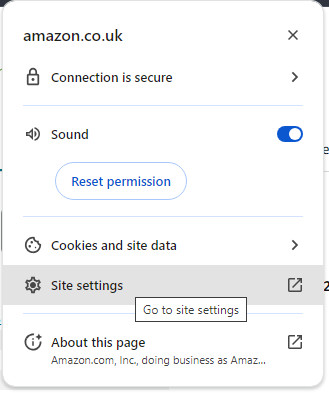 amazon.co.uk
Connection is secure
Sound
Reset permission
Cookies and site data
Site settings
Go to site settings
About this page
Amazon.com, Inc., doing business as Amaz...